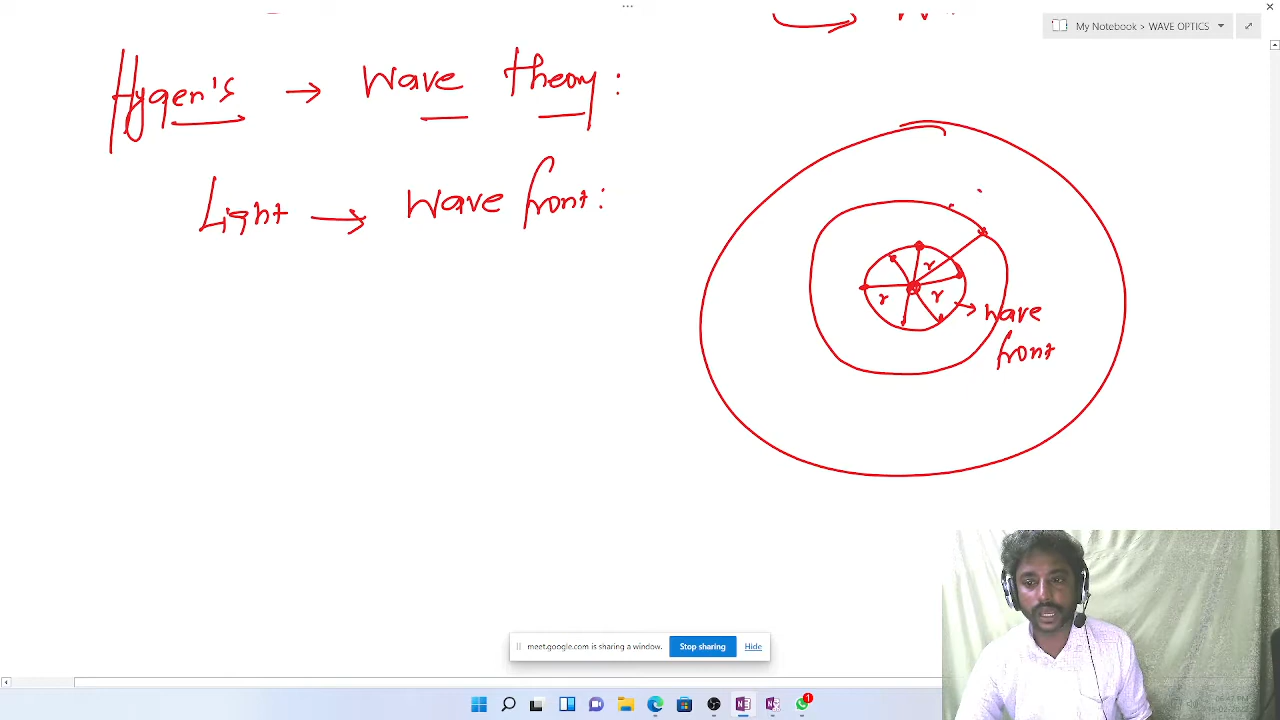 My Notebook > WAVE OPTICS
Hygen's → Wave theory:
Light → Wave front:
r
r
r
wave
front
meet.google.com is sharing a window.
Stop sharing
Hide
1